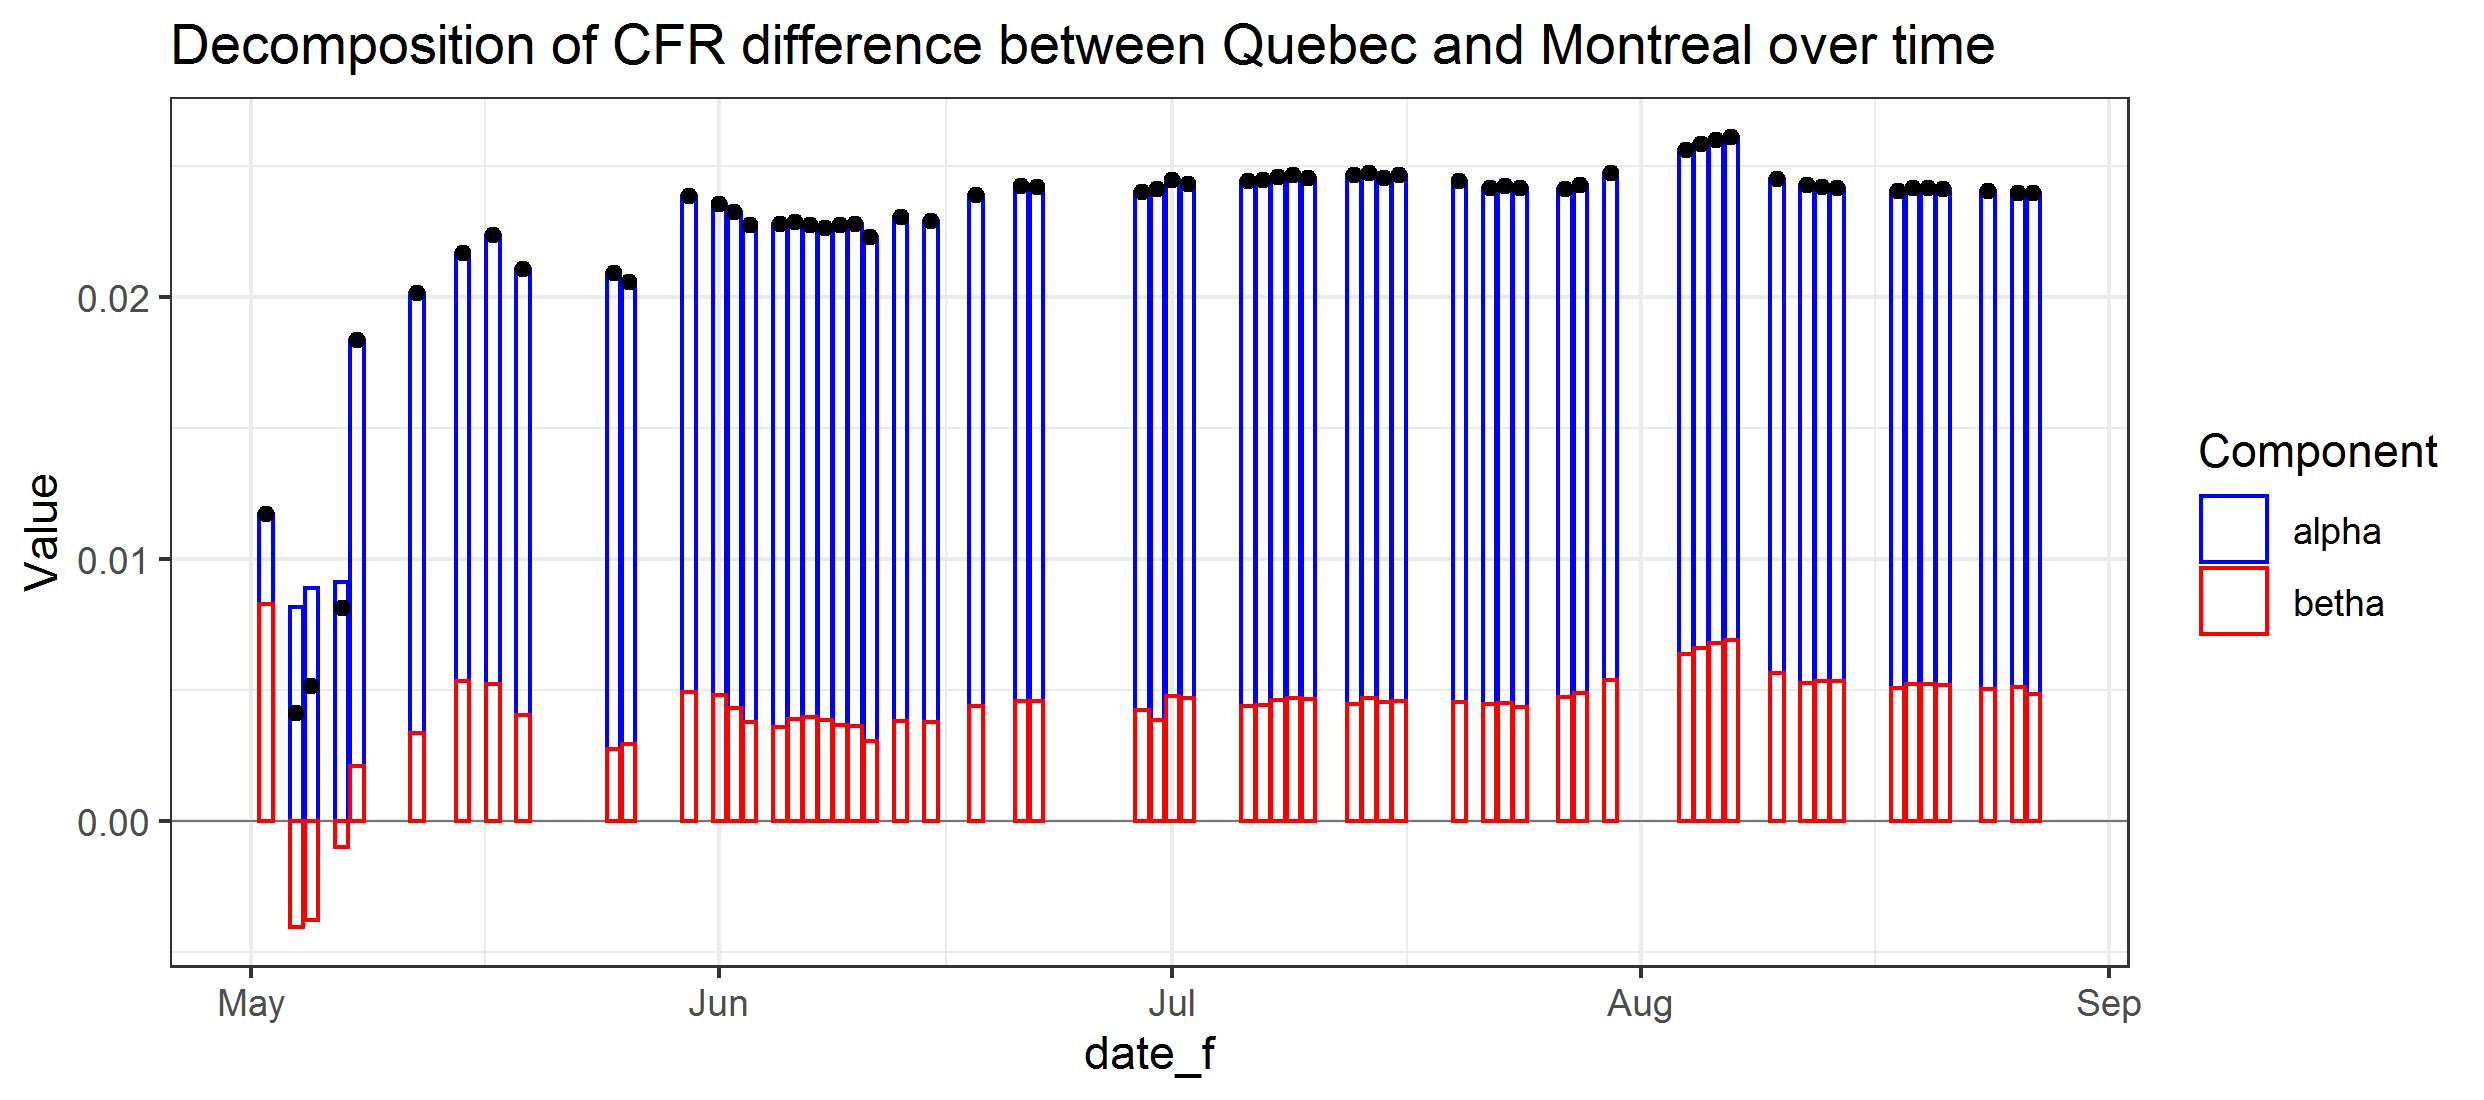 Decomposition of CFR difference between Quebec and Montreal over time
Value
0.02
0.01
0.00
May Jun Jul Aug Sep
date_f
Component
alpha
betha